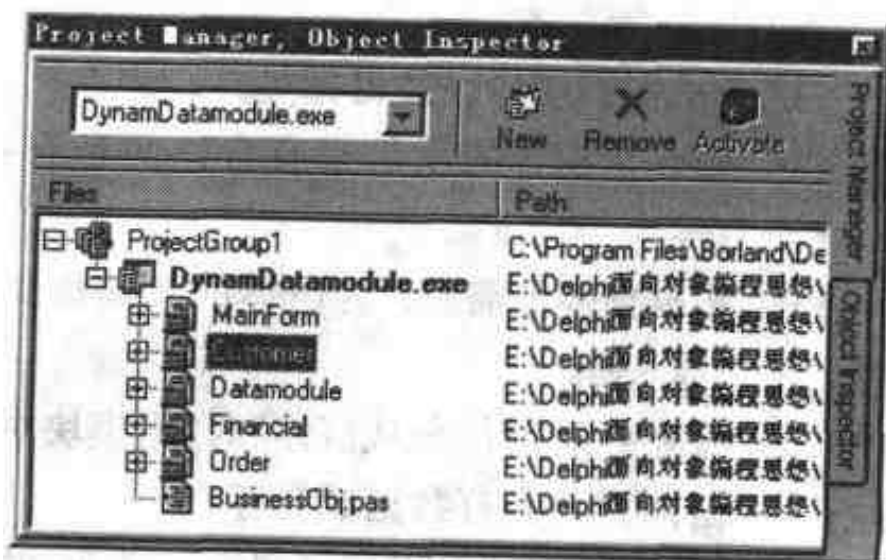 Project Manager, Object Inspector
DynamDatamodule.exe
New Remove Activate
Files Path
ProjectGroup1 C:\Program Files\Borland\De
DynamDatamodule.exe E:\Delphi面向对象编程思想\
MainForm E:\Delphi面向对象编程思想\
Customer E:\Delphi面向对象编程思想\
Datamodule E:\Delphi面向对象编程思想\
Financial E:\Delphi面向对象编程思想\
Order E:\Delphi面向对象编程思想\
BusinessObj.pas E:\Delphi面向对象编程思想\
Project Manager
Object Inspector